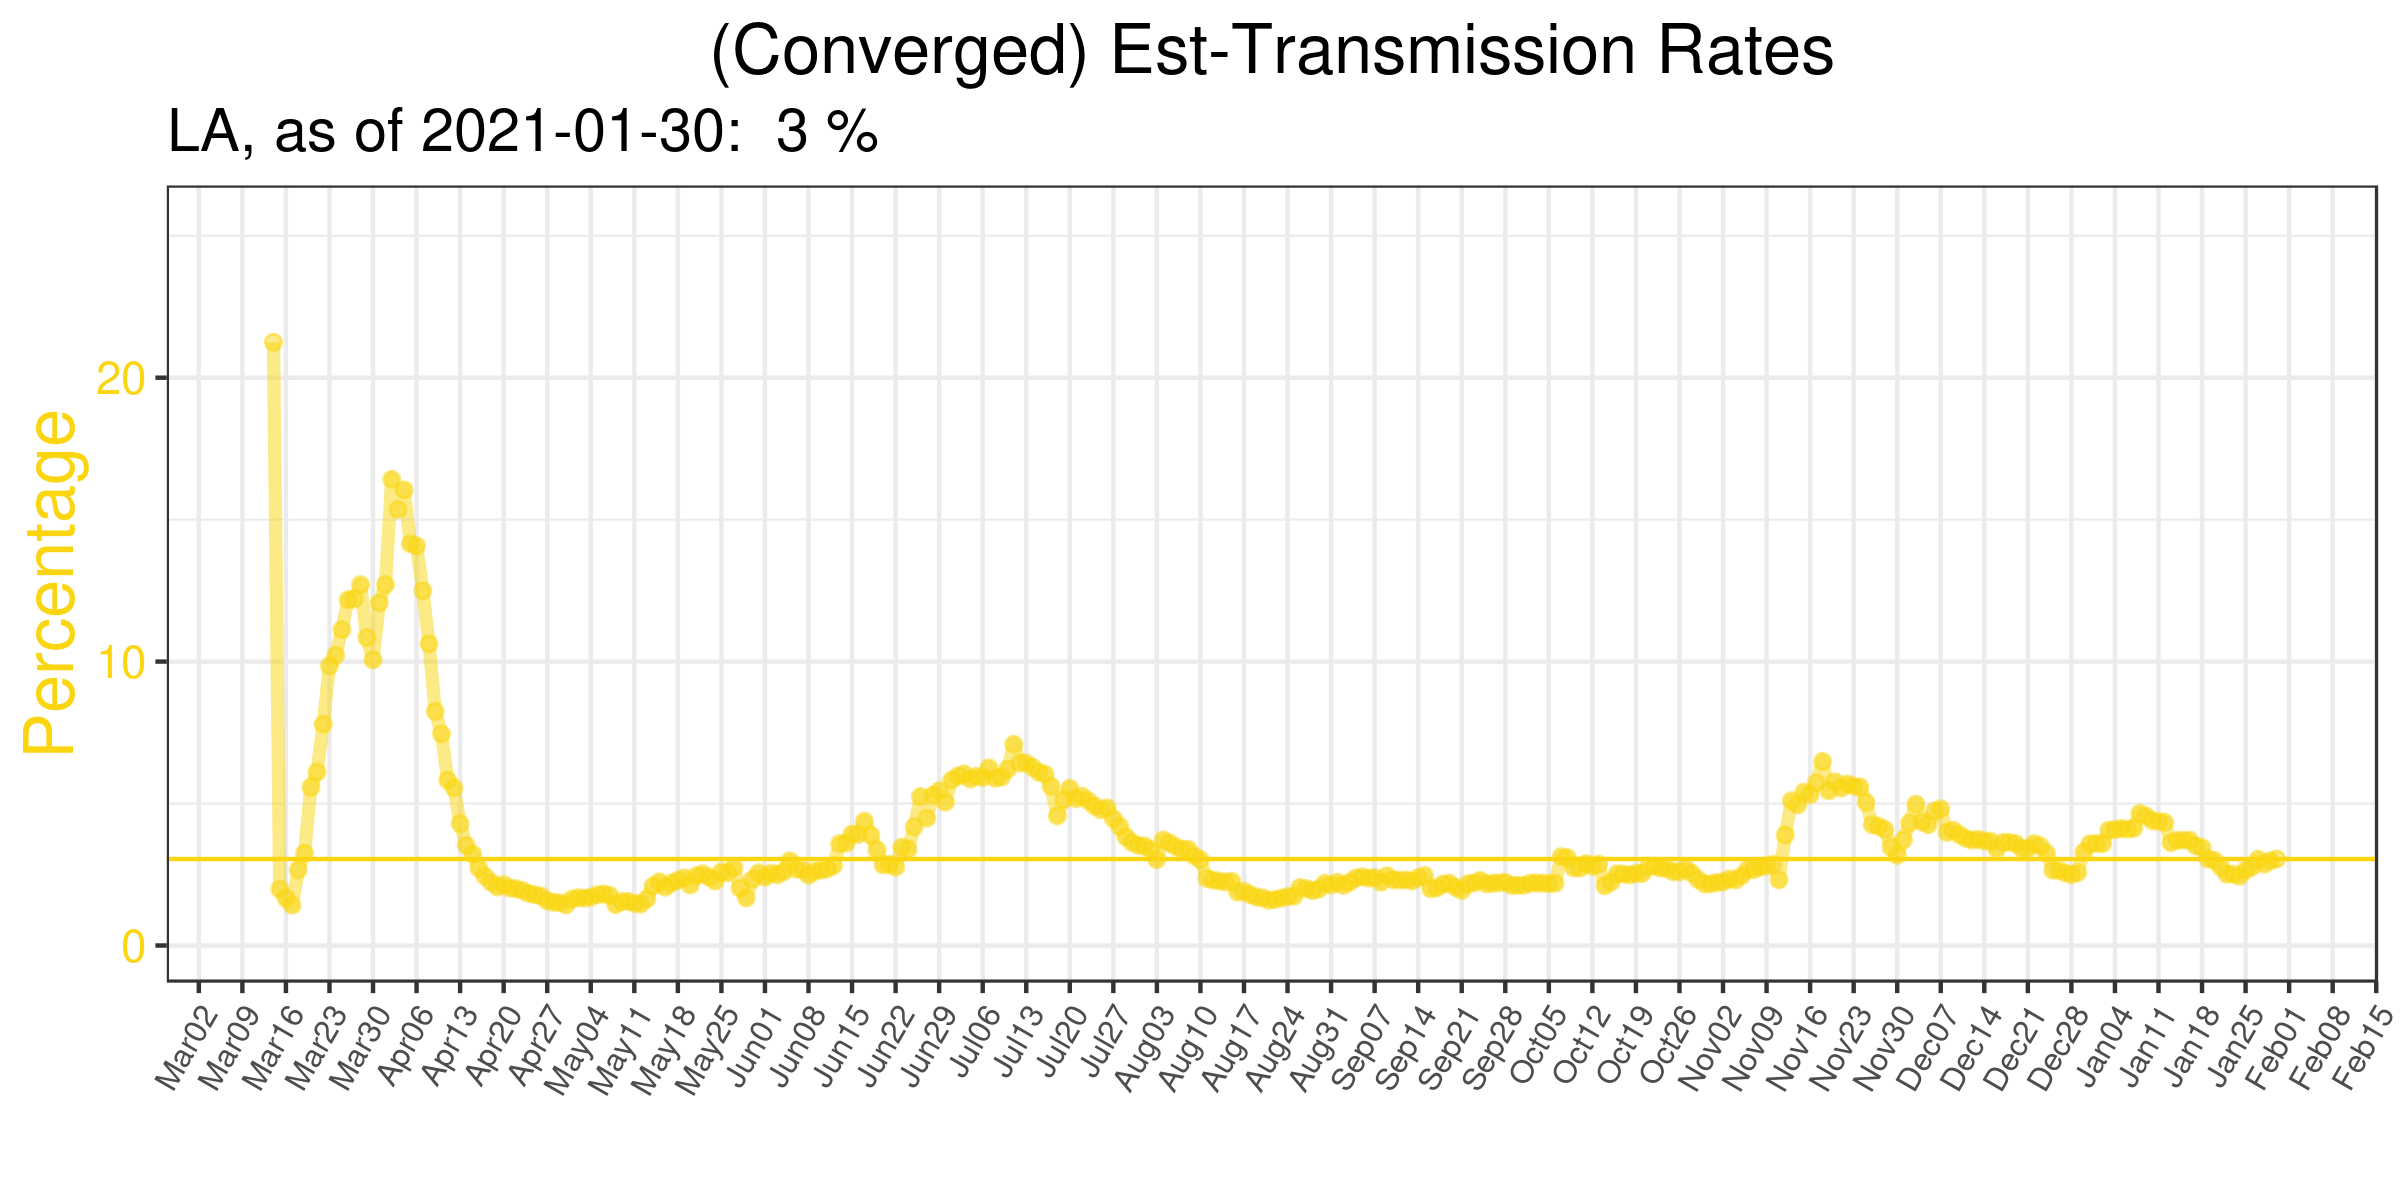 (Converged) Est-Transmission Rates
LA, as of 2021-01-30:  3 %
Percentage
20
10
0
Mar02
Mar09
Mar16
Mar23
Mar30
Apr06
Apr13
Apr20
Apr27
May04
May11
May18
May25
Jun01
Jun08
Jun15
Jun22
Jun29
Jul06
Jul13
Jul20
Jul27
Aug03
Aug10
Aug17
Aug24
Aug31
Sep07
Sep14
Sep21
Sep28
Oct05
Oct12
Oct19
Oct26
Nov02
Nov09
Nov16
Nov23
Nov30
Dec07
Dec14
Dec21
Dec28
Jan04
Jan11
Jan18
Jan25
Feb01
Feb08
Feb15